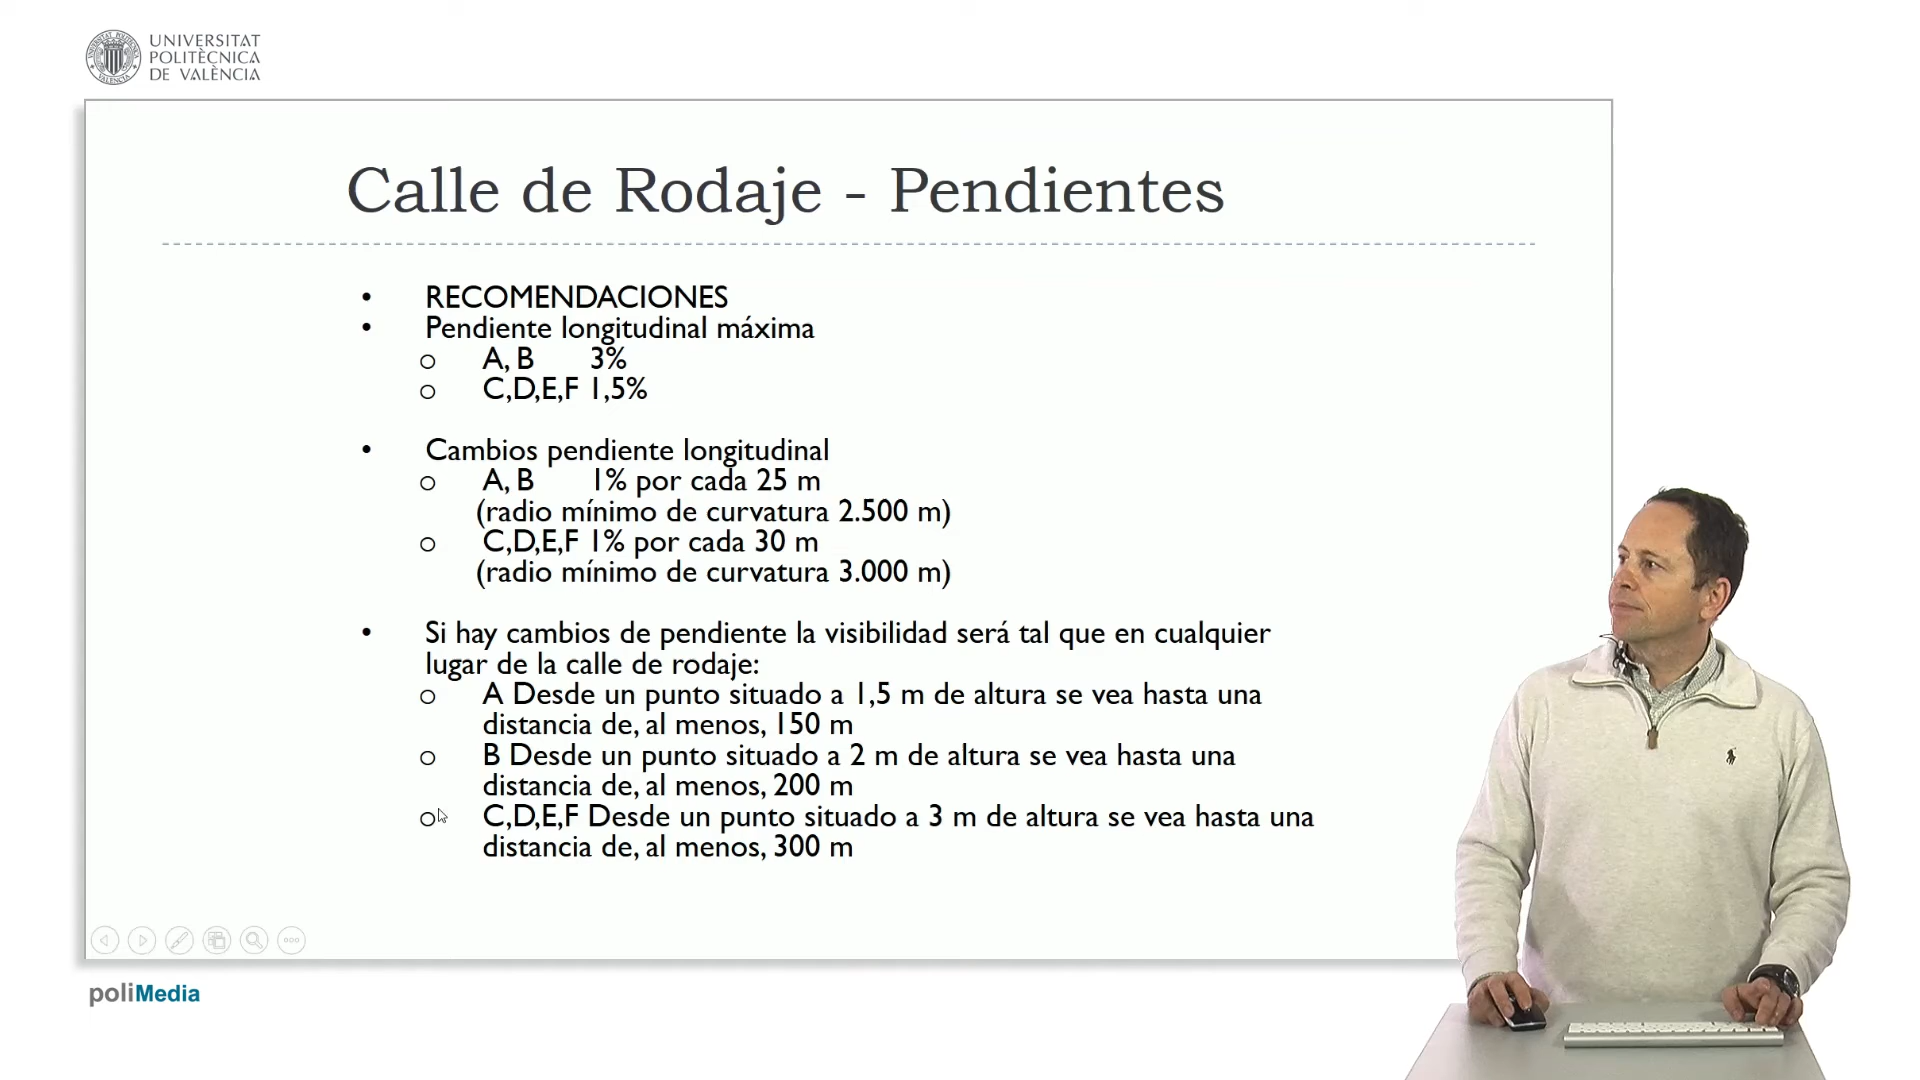 UNIVERSITAT
POLITÈCNICA
DE VALÈNCIA
Calle de Rodaje - Pendientes
• RECOMENDACIONES
• Pendiente longitudinal máxima
o A, B 3%
o C,D,E,F 1,5%
• Cambios pendiente longitudinal
o A, B 1% por cada 25 m
(radio mínimo de curvatura 2.500 m)
o C,D,E,F 1% por cada 30 m
(radio mínimo de curvatura 3.000 m)
• Si hay cambios de pendiente la visibilidad será tal que en cualquier
lugar de la calle de rodaje:
o A Desde un punto situado a 1,5 m de altura se vea hasta una
distancia de, al menos, 150 m
o B Desde un punto situado a 2 m de altura se vea hasta una
distancia de, al menos, 200 m
o C,D,E,F Desde un punto situado a 3 m de altura se vea hasta una
distancia de, al menos, 300 m
poliMedia